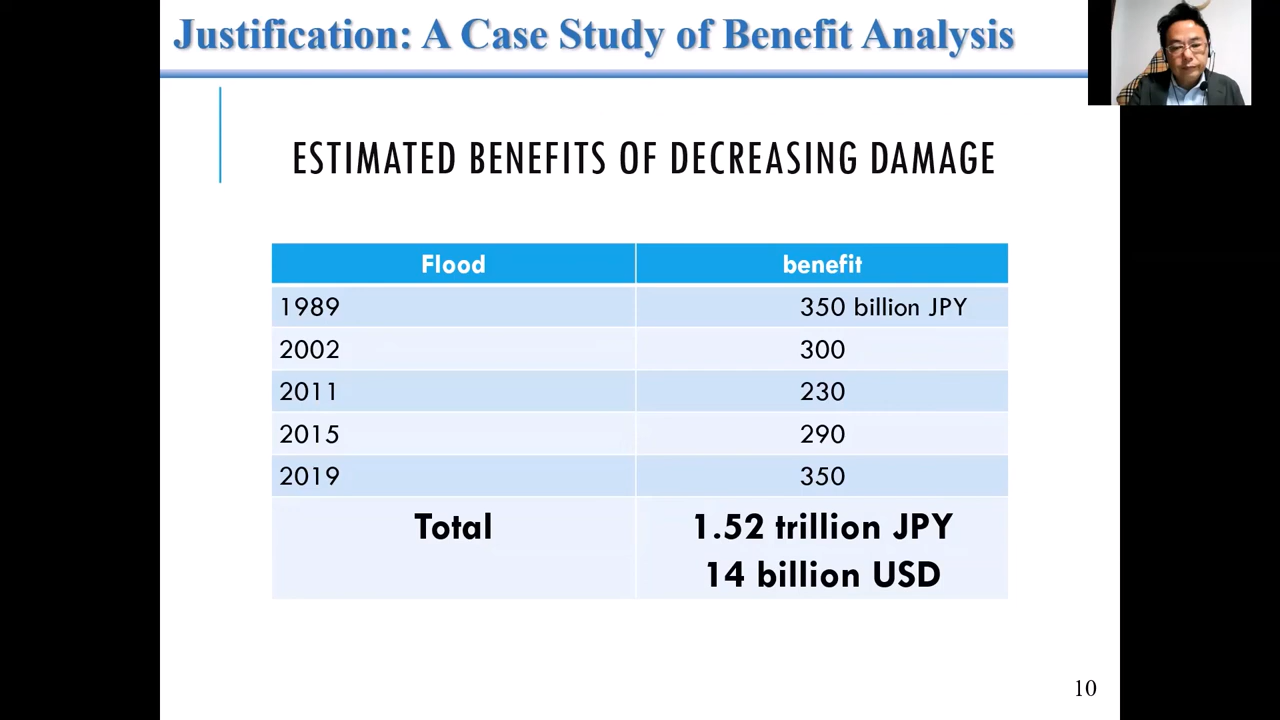 Justification: A Case Study of Benefit Analysis
ESTIMATED BENEFITS OF DECREASING DAMAGE
Flood benefit
1989 350 billion JPY
2002 300
2011 230
2015 290
2019 350
Total 1.52 trillion JPY
14 billion USD
10